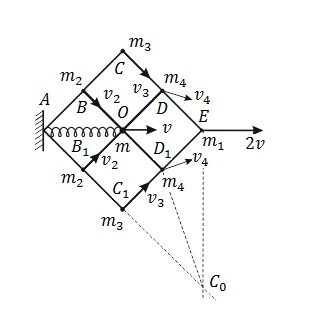 m₃
C
m₂
m₄
v₃
v₄
A
B
v₂
O
D
E
v
m
m₁
2v
B₁
D₁
v₂
v₄
m₂
C₁
m₄
v₃
m₃
C₀